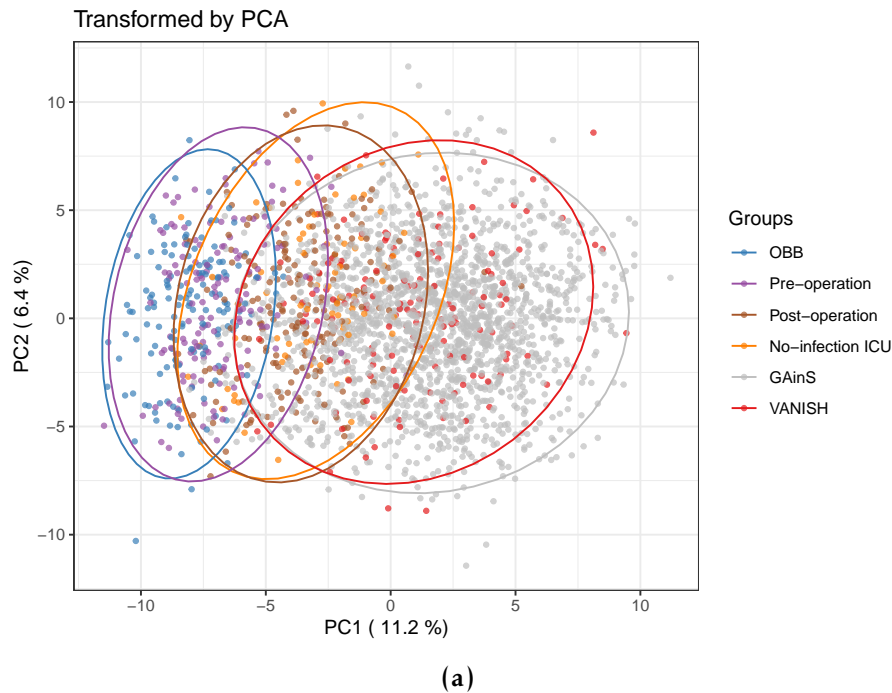 Transformed by PCA
10
5
0
−5
−10
PC2 ( 6.4 %)
−10
−5
0
5
10
PC1 ( 11.2 %)
Groups
OBB
Pre−operation
Post−operation
No−infection ICU
GAinS
VANISH
(a)